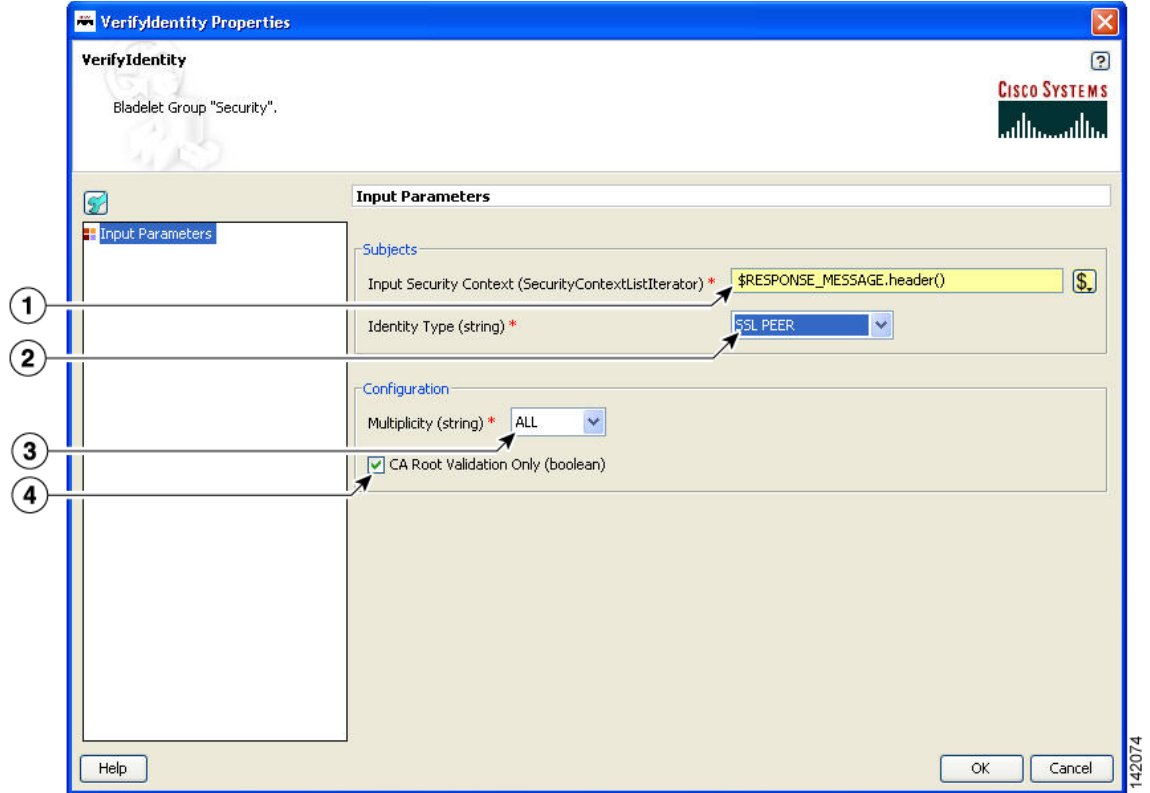 VerifyIdentity Properties
VerifyIdentity
?
Bladelet Group "Security".
CISCO SYSTEMS
Input Parameters
Input Parameters
Subjects
1
Input Security Context (SecurityContextListIterator) * $RESPONSE_MESSAGE.header() $
2
Identity Type (string) * SSL PEER
Configuration
3
Multiplicity (string) * ALL
4
CA Root Validation Only (boolean)
Help
OK
Cancel
142074